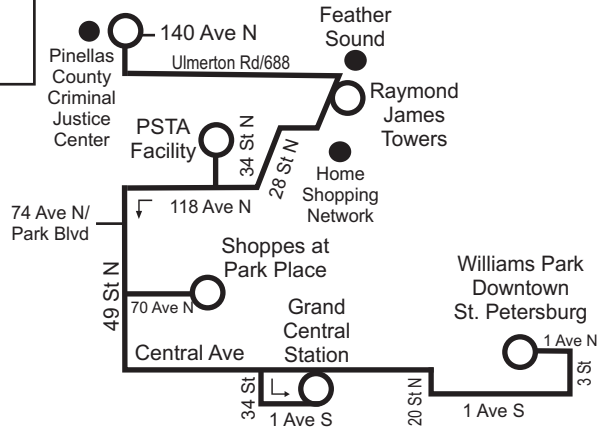 Feather
Sound
140 Ave N
Pinellas
County
Criminal
Justice
Center
Ulmerton Rd/688
Raymond
James
Towers
PSTA
Facility
34 St N
28 St N
Home
Shopping
Network
118 Ave N
74 Ave N/
Park Blvd
49 St N
Shoppes at
Park Place
70 Ave N
Williams Park
Downtown
St. Petersburg
Grand
Central
Station
Central Ave
34 St
1 Ave S
20 St N
1 Ave S
1 Ave N
3 St